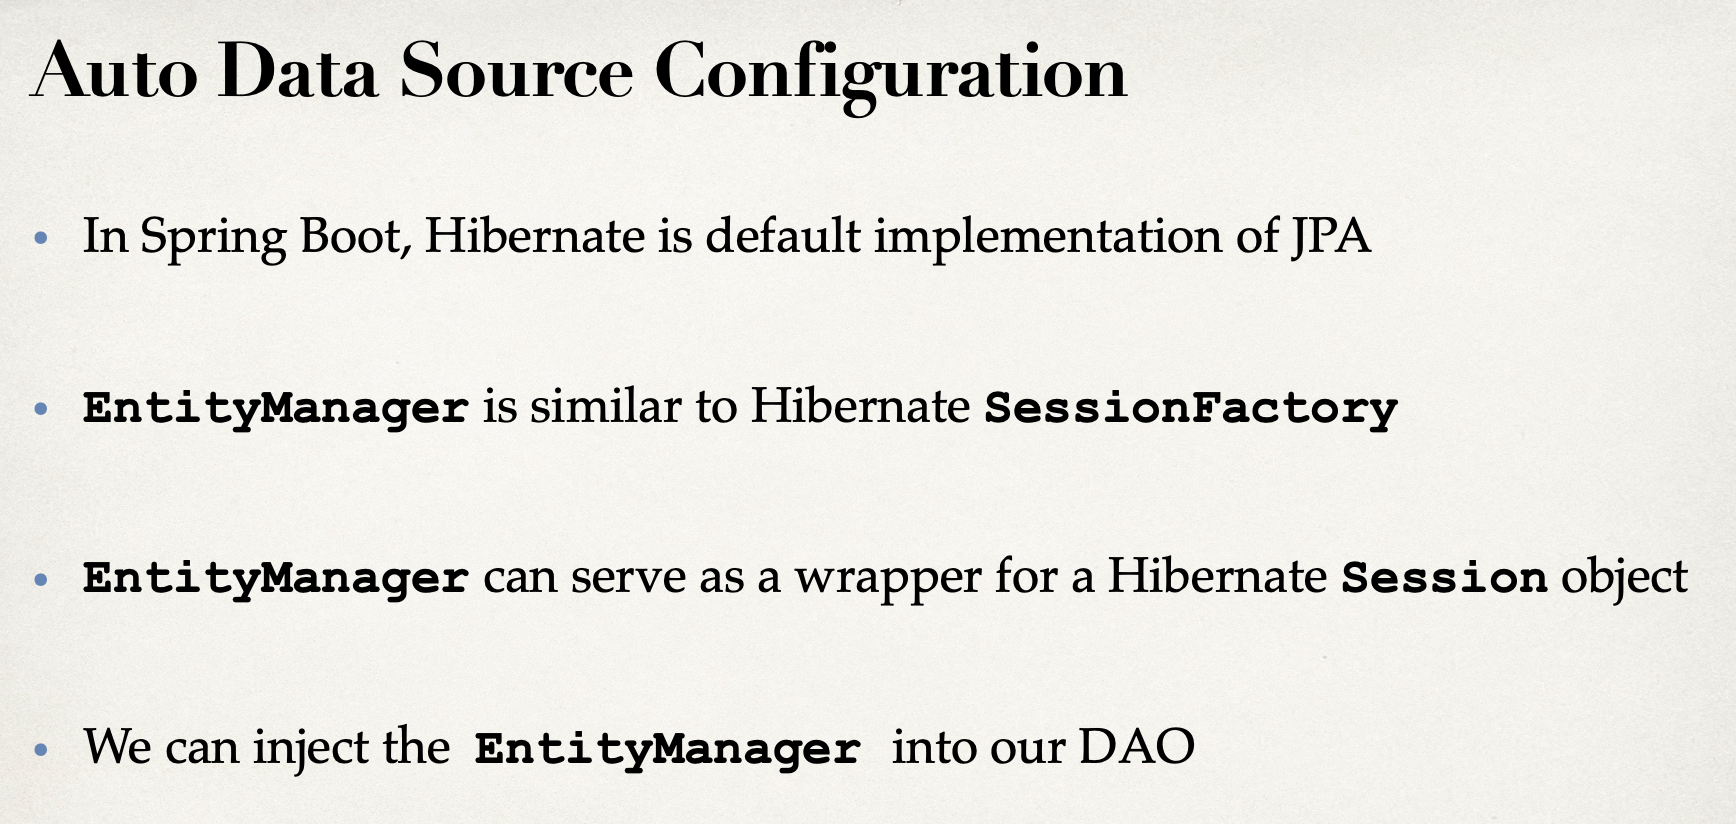 Auto Data Source Configuration
• In Spring Boot, Hibernate is default implementation of JPA
• EntityManager is similar to Hibernate SessionFactory
• EntityManager can serve as a wrapper for a Hibernate Session object
• We can inject the EntityManager into our DAO